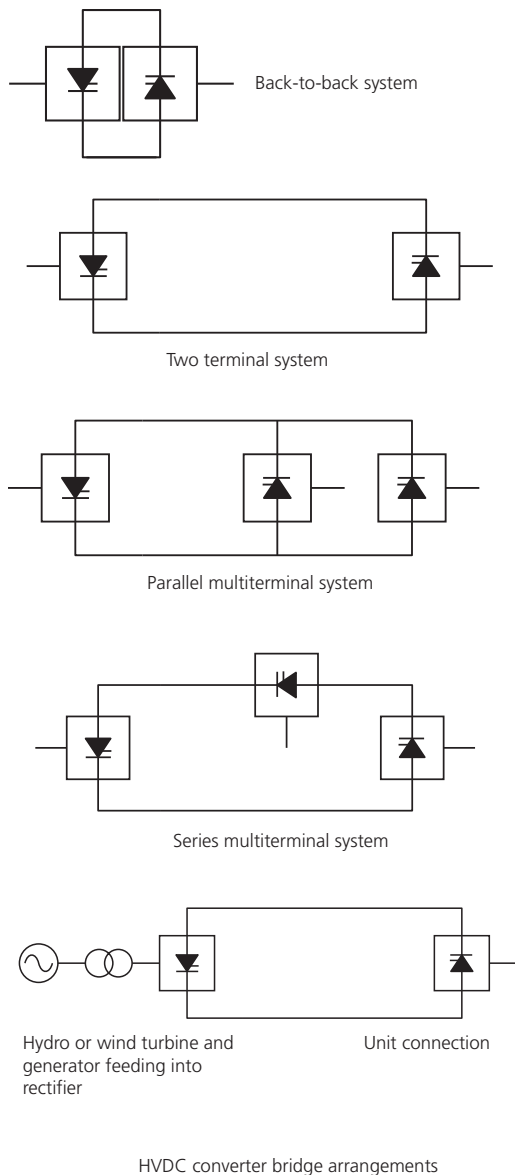 Back-to-back system
Two terminal system
Parallel multiterminal system
Series multiterminal system
Hydro or wind turbine and
generator feeding into
rectifier
Unit connection
HVDC converter bridge arrangements